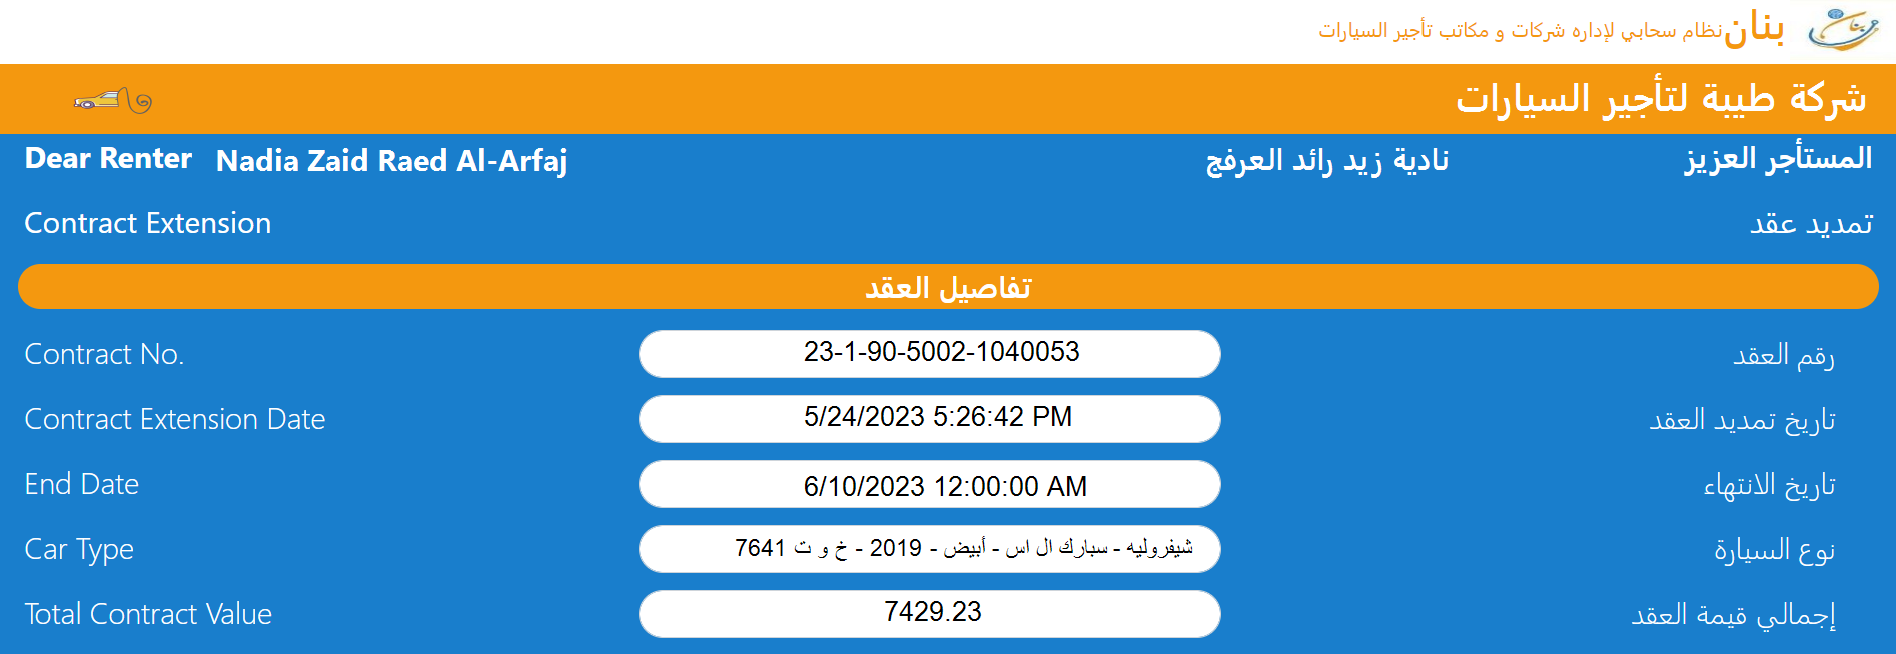 بنان نظام سحابي لإداره شركات و مكاتب تأجير السيارات
شركة طيبة لتأجير السيارات
Dear Renter Nadia Zaid Raed Al-Arfaj نادية زيد رائد العرفج المستأجر العزيز
Contract Extension تمديد عقد
تفاصيل العقد
Contract No. 23-1-90-5002-1040053 رقم العقد
Contract Extension Date 5/24/2023 5:26:42 PM تاريخ تمديد العقد
End Date 6/10/2023 12:00:00 AM تاريخ الانتهاء
Car Type شيفروليه - سبارك ال اس - أبيض - 2019 - خ و ت 7641 نوع السيارة
Total Contract Value 7429.23 إجمالي قيمة العقد